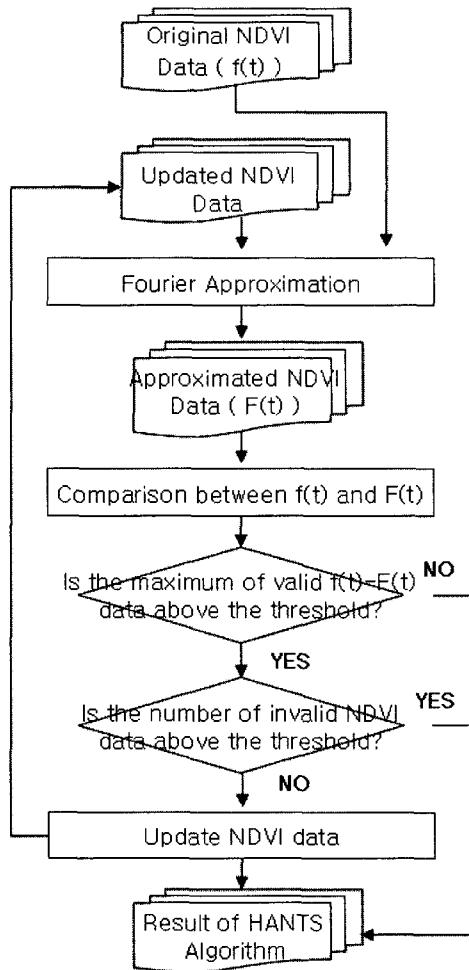 Original NDVI
Data ( f(t) )
Updated NDVI
Data
Fourier Approximation
Approximated NDVI
Data ( F(t) )
Comparison between f(t) and F(t)
Is the maximum of valid f(t)-F(t)
data above the threshold?
NO
YES
Is the number of invalid NDVI
data above the threshold?
YES
NO
Update NDVI data
Result of HANTS
Algorithm